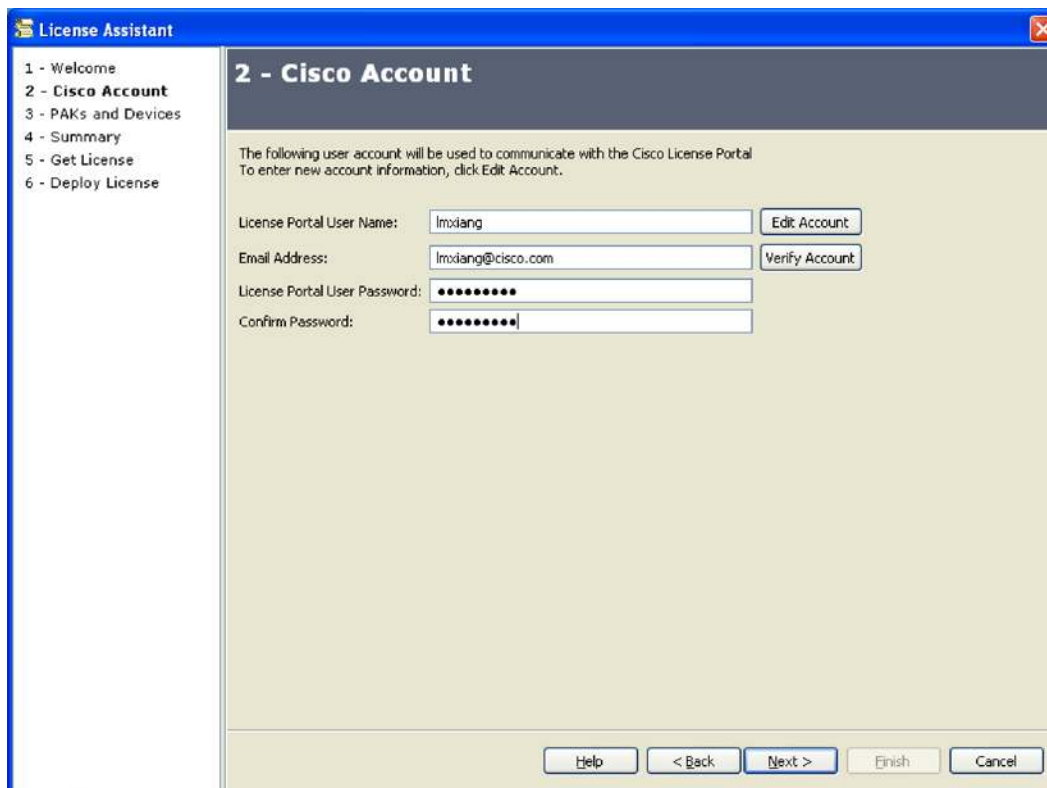 License Assistant
1 - Welcome
2 - Cisco Account
3 - PAKs and Devices
4 - Summary
5 - Get License
6 - Deploy License
2 - Cisco Account
The following user account will be used to communicate with the Cisco License Portal
To enter new account information, click Edit Account.
License Portal User Name: lmxiang Edit Account
Email Address: lmxiang@cisco.com Verify Account
License Portal User Password: ●●●●●●●●●
Confirm Password: ●●●●●●●●●
Help < Back Next > Finish Cancel